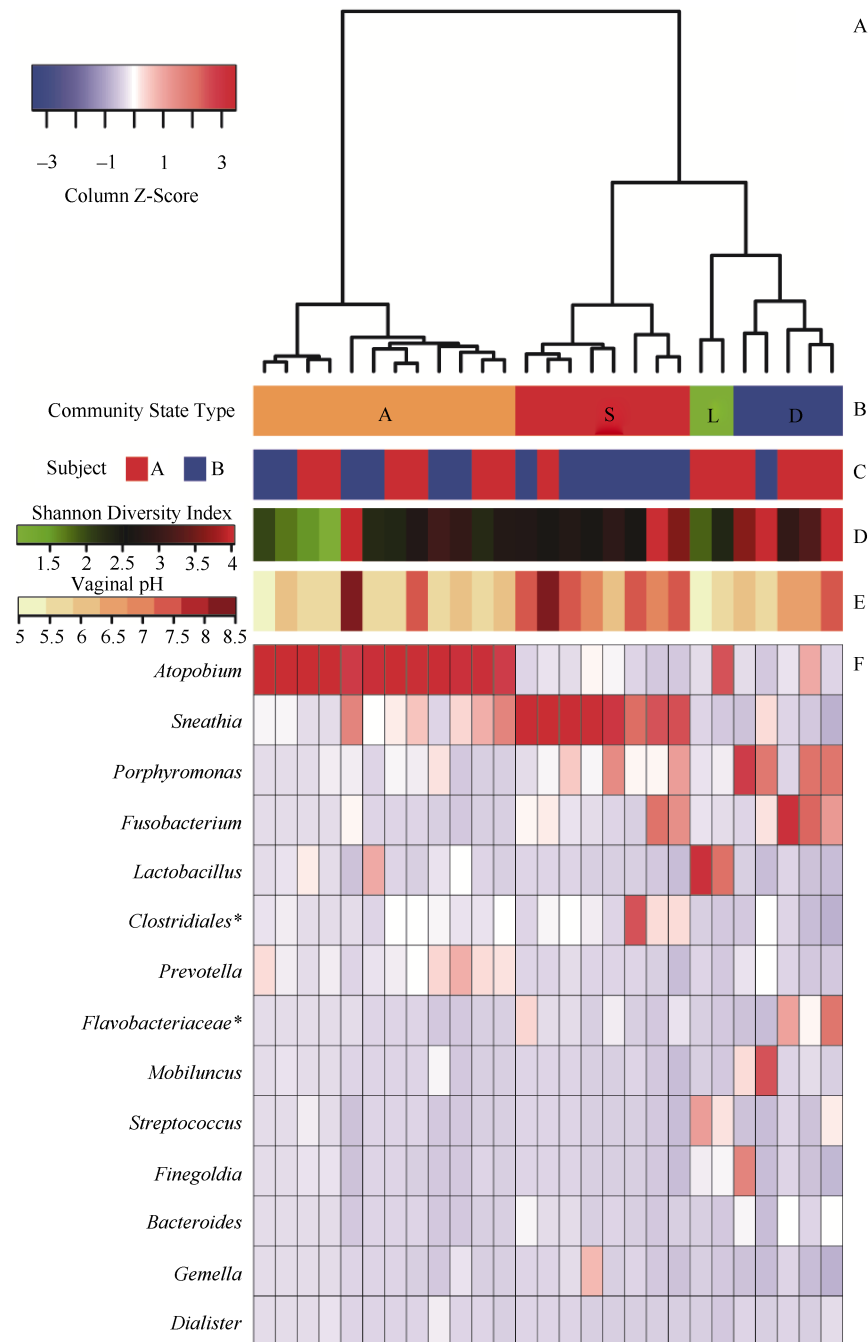 A
–3 –1 1 3
Column Z-Score
Community State Type A S L D B
Subject A B C
Shannon Diversity Index
D
1.5 2 2.5 3 3.5 4
Vaginal pH
E
5 5.5 6 6.5 7 7.5 8 8.5
Atopobium F
Sneathia
Porphyromonas
Fusobacterium
Lactobacillus
Clostridiales*
Prevotella
Flavobacteriaceae*
Mobiluncus
Streptococcus
Finegoldia
Bacteroides
Gemella
Dialister